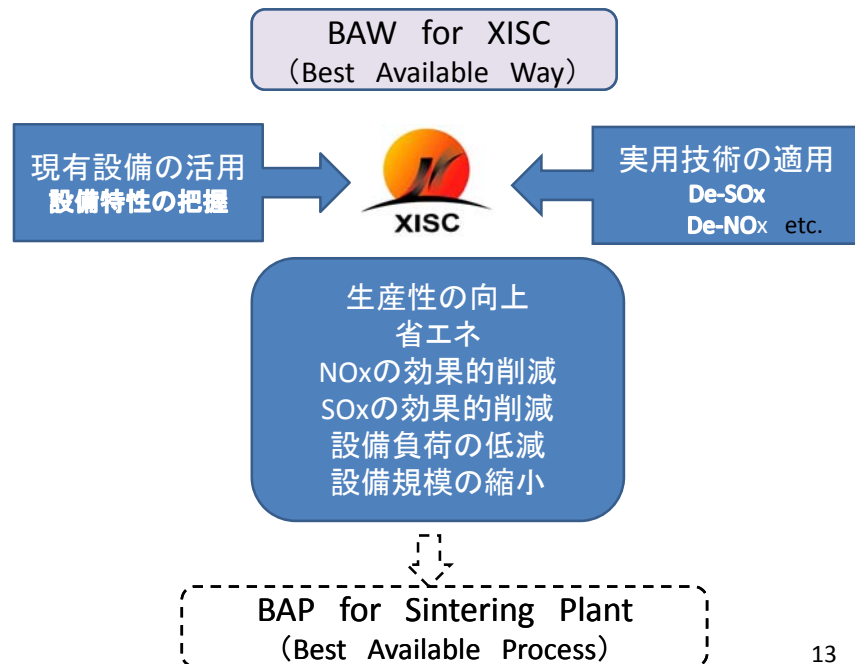 BAW for XISC
（Best Available Way）
現有設備の活用
設備特性の把握
XISC
実用技術の適用
De-SOx
De-NOx etc.
生産性の向上
省エネ
NOxの効果的削減
SOxの効果的削減
設備負荷の低減
設備規模の縮小
BAP for Sintering Plant
（Best Available Process）
13